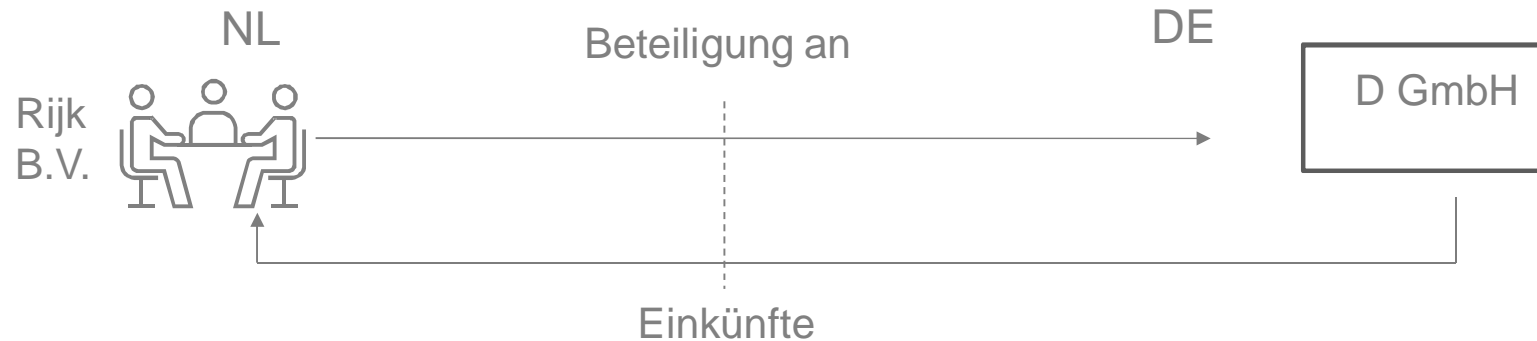 NL
Beteiligung an
DE
Rijk
B.V.
D GmbH
Einkünfte